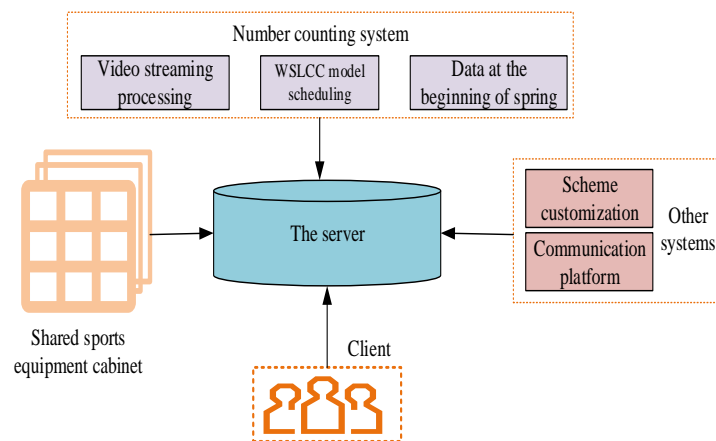 Number counting system
Video streaming
processing
WSLCC model
scheduling
Data at the
beginning of spring
Scheme
customization
Communication
platform
Other
systems
The server
Shared sports
equipment cabinet
Client